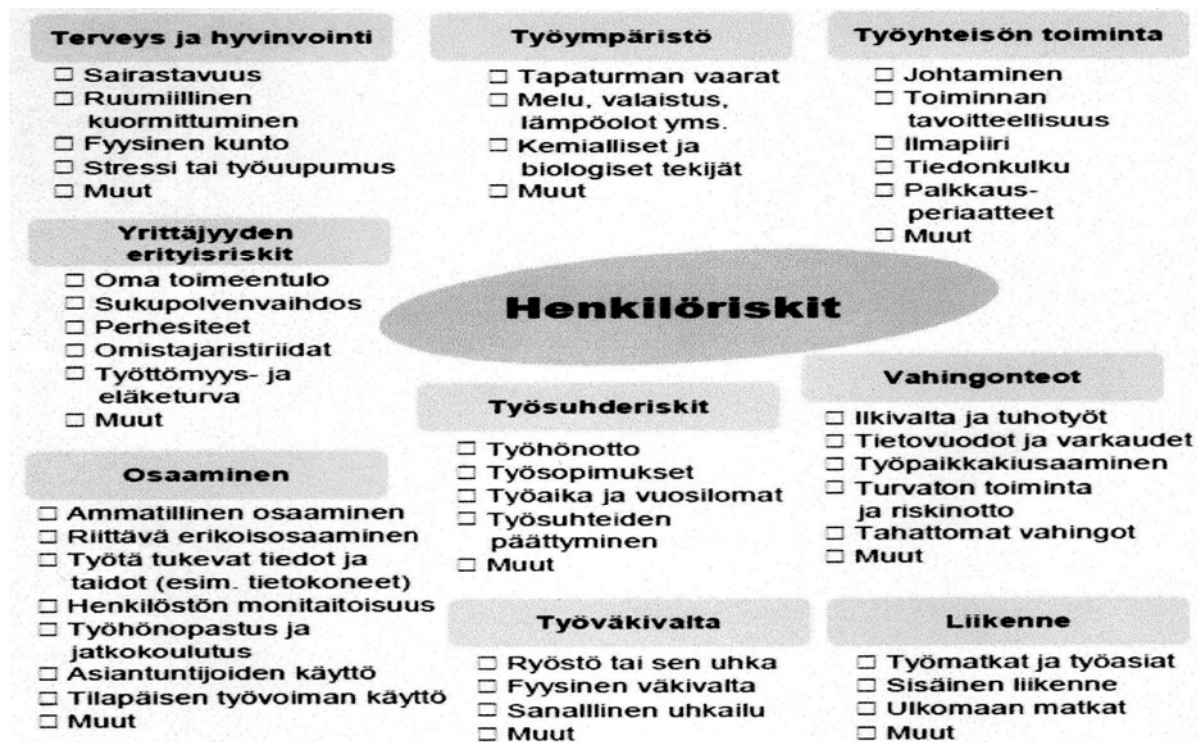 Terveys ja hyvinvointi
☐ Sairastavuus
☐ Ruumiillinen
kuormittuminen
☐ Fyysinen kunto
☐ Stressi tai työuupumus
☐ Muut
Työympäristö
☐ Tapaturman vaarat
☐ Melu, valaistus,
lämpöolot yms.
☐ Kemialliset ja
biologiset tekijät
☐ Muut
Työyhteisön toiminta
☐ Johtaminen
☐ Toiminnan
tavoitteellisuus
☐ Ilmapiiri
☐ Tiedonkulku
☐ Palkkaus-
periaatteet
☐ Muut
Yrittäjyyden
erityisriskit
☐ Oma toimeentulo
☐ Sukupolvenvaihdos
☐ Perhesiteet
☐ Omistajaristiriidat
☐ Työttömyys- ja
eläketurva
☐ Muut
Henkilöriskit
Työsuhderiskit
☐ Työhönotto
☐ Työsopimukset
☐ Työaika ja vuosilomat
☐ Työsuhteiden
päättyminen
☐ Muut
Vahingonteot
☐ Ilkivalta ja tuhotyöt
☐ Tietovuodot ja varkaudet
☐ Työpaikkakiusaaminen
☐ Turvaton toiminta
ja riskinotto
☐ Tahattomat vahingot
☐ Muut
Osaaminen
☐ Ammatillinen osaaminen
☐ Riittävä erikoisosaaminen
☐ Työtä tukevat tiedot ja
taidot (esim. tietokoneet)
☐ Henkilöstön monitaitoisuus
☐ Työhönopastus ja
jatkokoulutus
☐ Asiantuntijoiden käyttö
☐ Tilapäisen työvoiman käyttö
☐ Muut
Työväkivalta
☐ Ryöstö tai sen uhka
☐ Fyysinen väkivalta
☐ Sanalllinen uhkailu
☐ Muut
Liikenne
☐ Työmatkat ja työasiat
☐ Sisäinen liikenne
☐ Ulkomaan matkat
☐ Muut